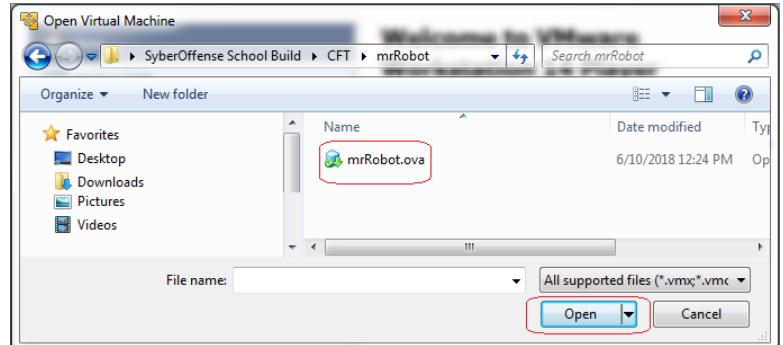 Open Virtual Machine
Welcome to VMware
Workstation 14 Player
SyberOffense School Build CFT mrRobot
Search mrRobot
Organize New folder
Name Date modified Typ
Favorites
Desktop
Downloads
Pictures
Videos
mrRobot.ova 6/10/2018 12:24 PM Op
File name: All supported files (*.vmx;*.vmc
Open Cancel